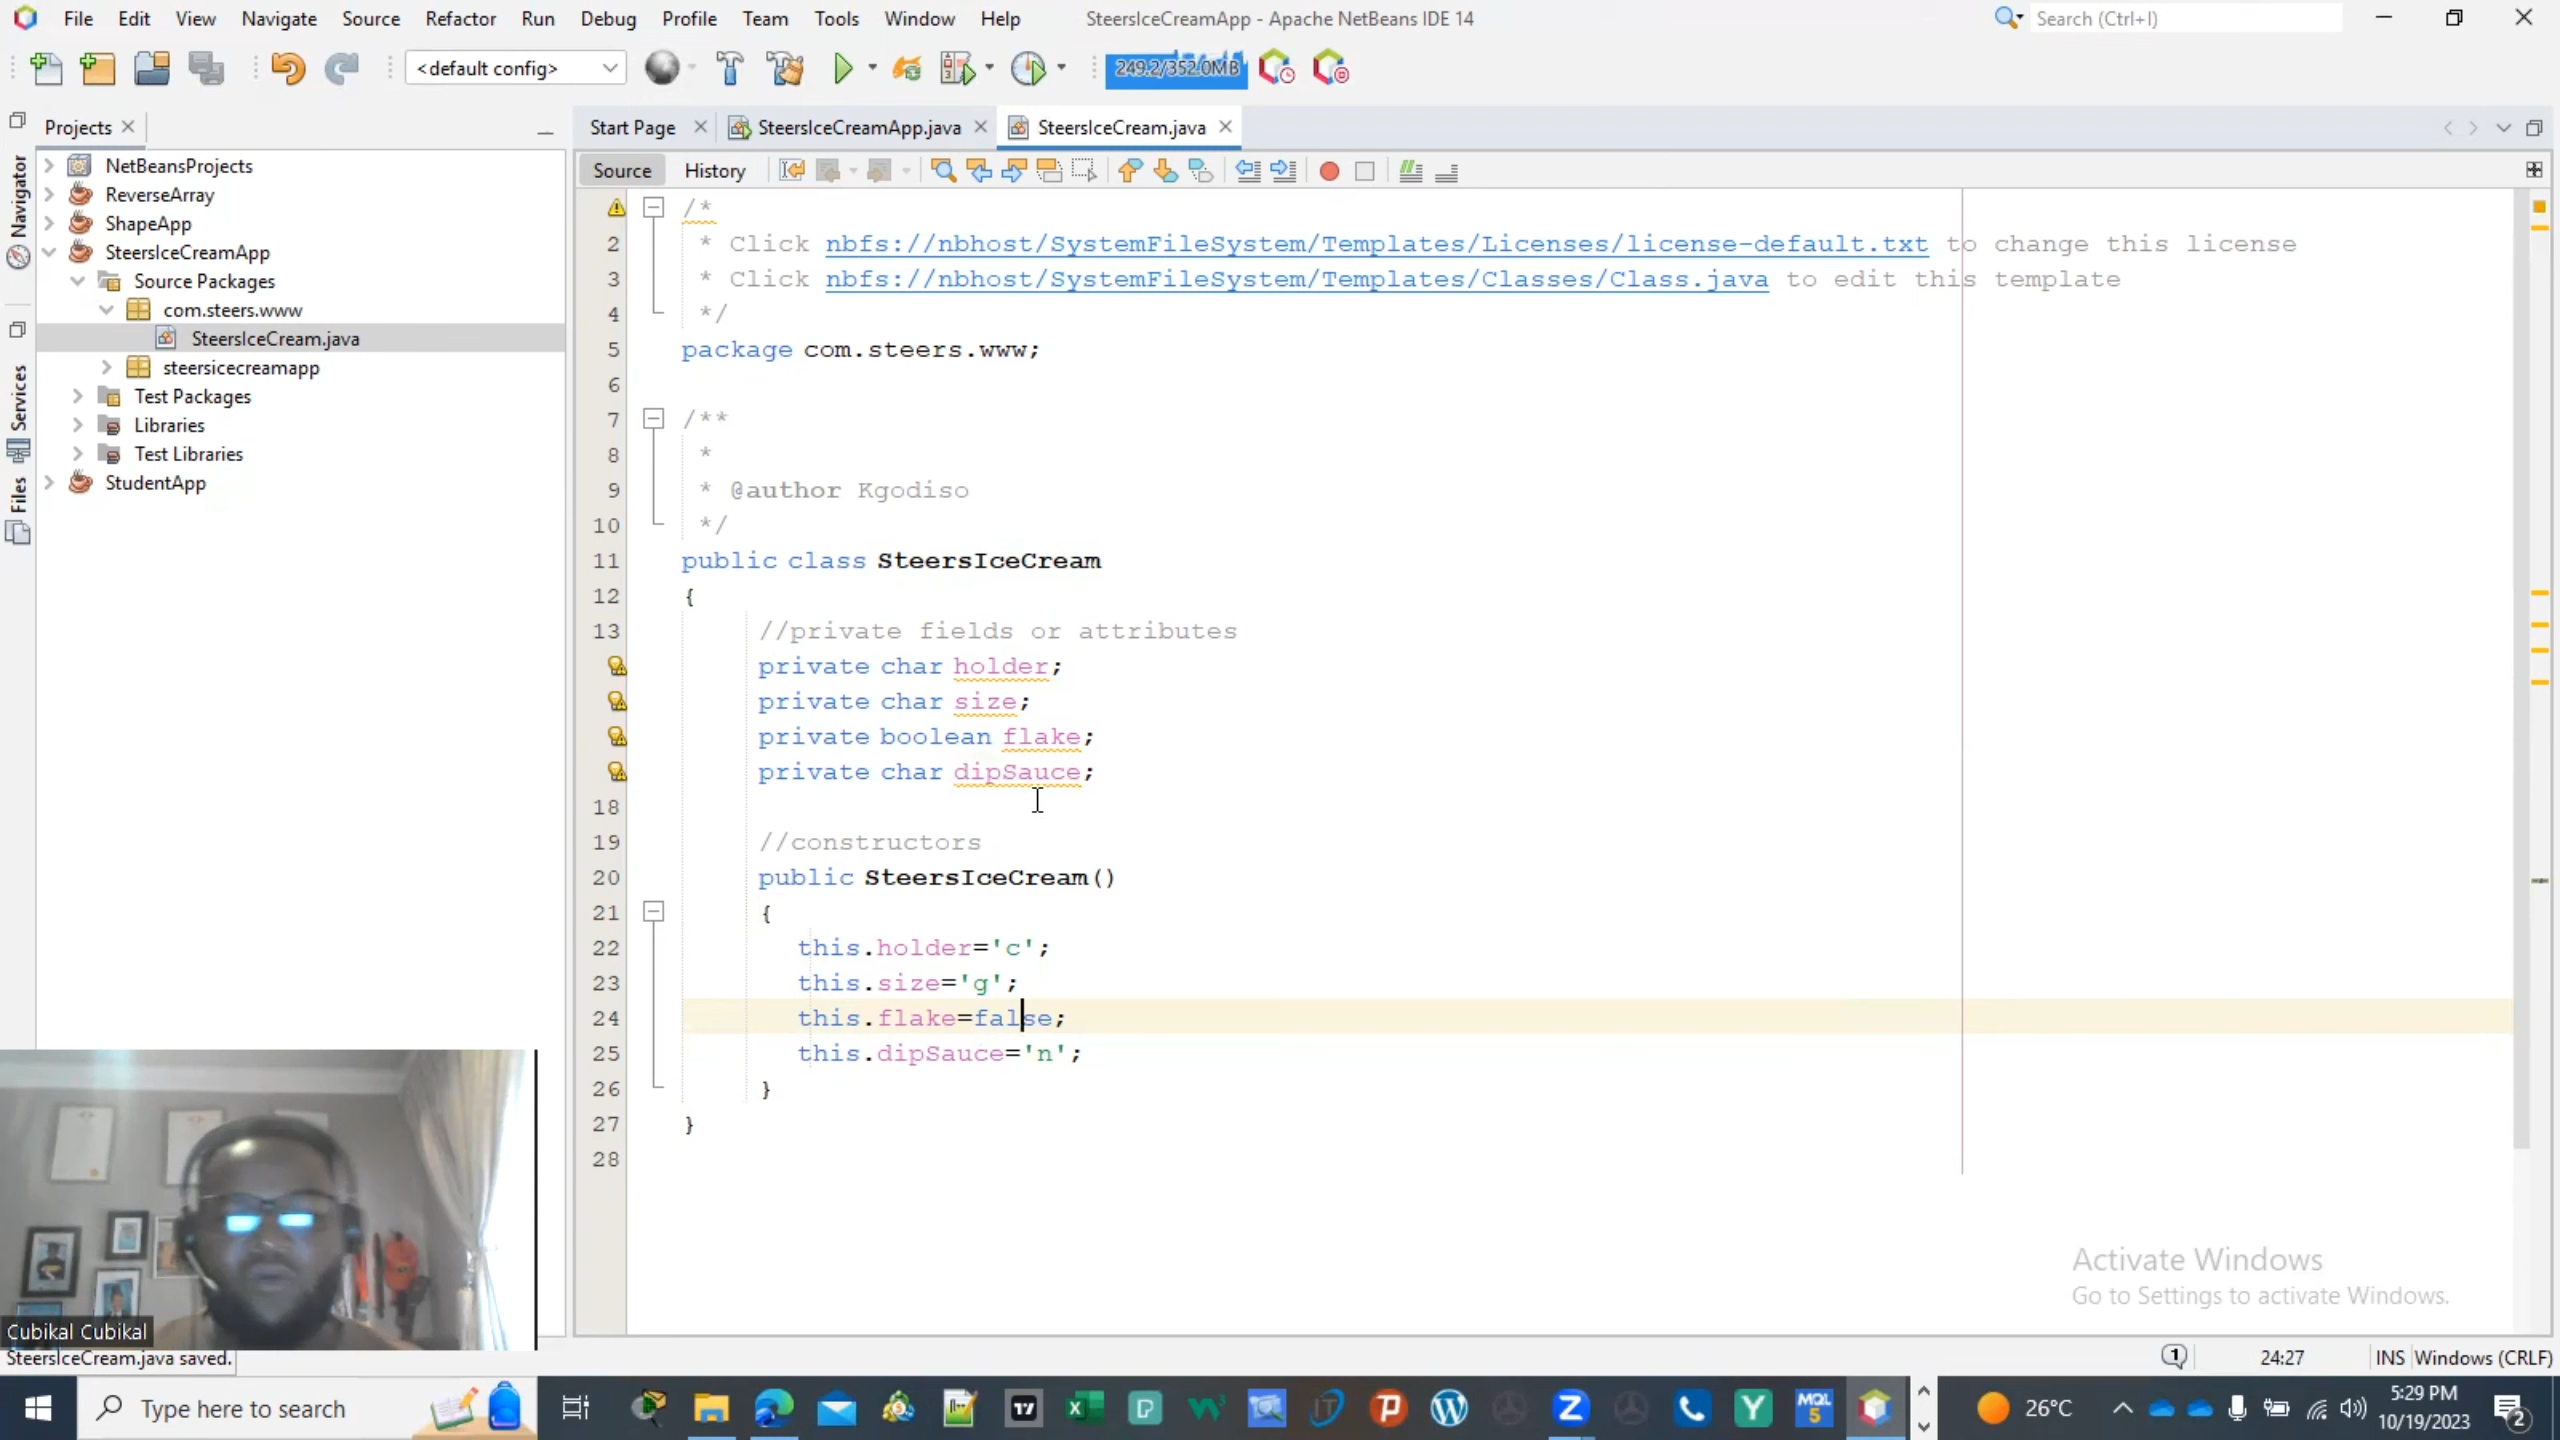 File Edit View Navigate Source Refactor Run Debug Profile Team Tools Window Help SteersIceCreamApp - Apache NetBeans IDE 14 Search (Ctrl+I)
<default config> 249.2/352.0MB
Projects Start Page SteersIceCreamApp.java SteersIceCream.java
Source History
Navigator
Services
Files
NetBeansProjects
ReverseArray
ShapeApp
SteersIceCreamApp
Source Packages
com.steers.www
SteersIceCream.java
steersicecreamapp
Test Packages
Libraries
Test Libraries
StudentApp
/*
2 * Click nbfs://nbhost/SystemFileSystem/Templates/Licenses/license-default.txt to change this license
3 * Click nbfs://nbhost/SystemFileSystem/Templates/Classes/Class.java to edit this template
4 */
5 package com.steers.www;
6
7 /**
8 *
9 * @author Kgodiso
10 */
11 public class SteersIceCream
12 {
13 //private fields or attributes
private char holder;
private char size;
private boolean flake;
private char dipSauce;
18
19 //constructors
20 public SteersIceCream()
21 {
22 this.holder='c';
23 this.size='g';
24 this.flake=false;
25 this.dipSauce='n';
26 }
27 }
28
Activate Windows
Go to Settings to activate Windows.
Cubikal Cubikal
SteersIceCream.java saved. 1 24:27 INS Windows (CRLF)
Type here to search 26°C 5:29 PM
10/19/2023 2